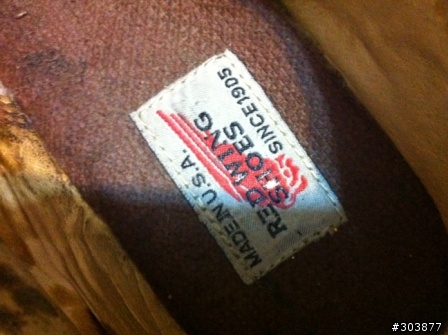 RED WING
SHOES
SINCE 1905
MADE IN U.S.A.
#303877